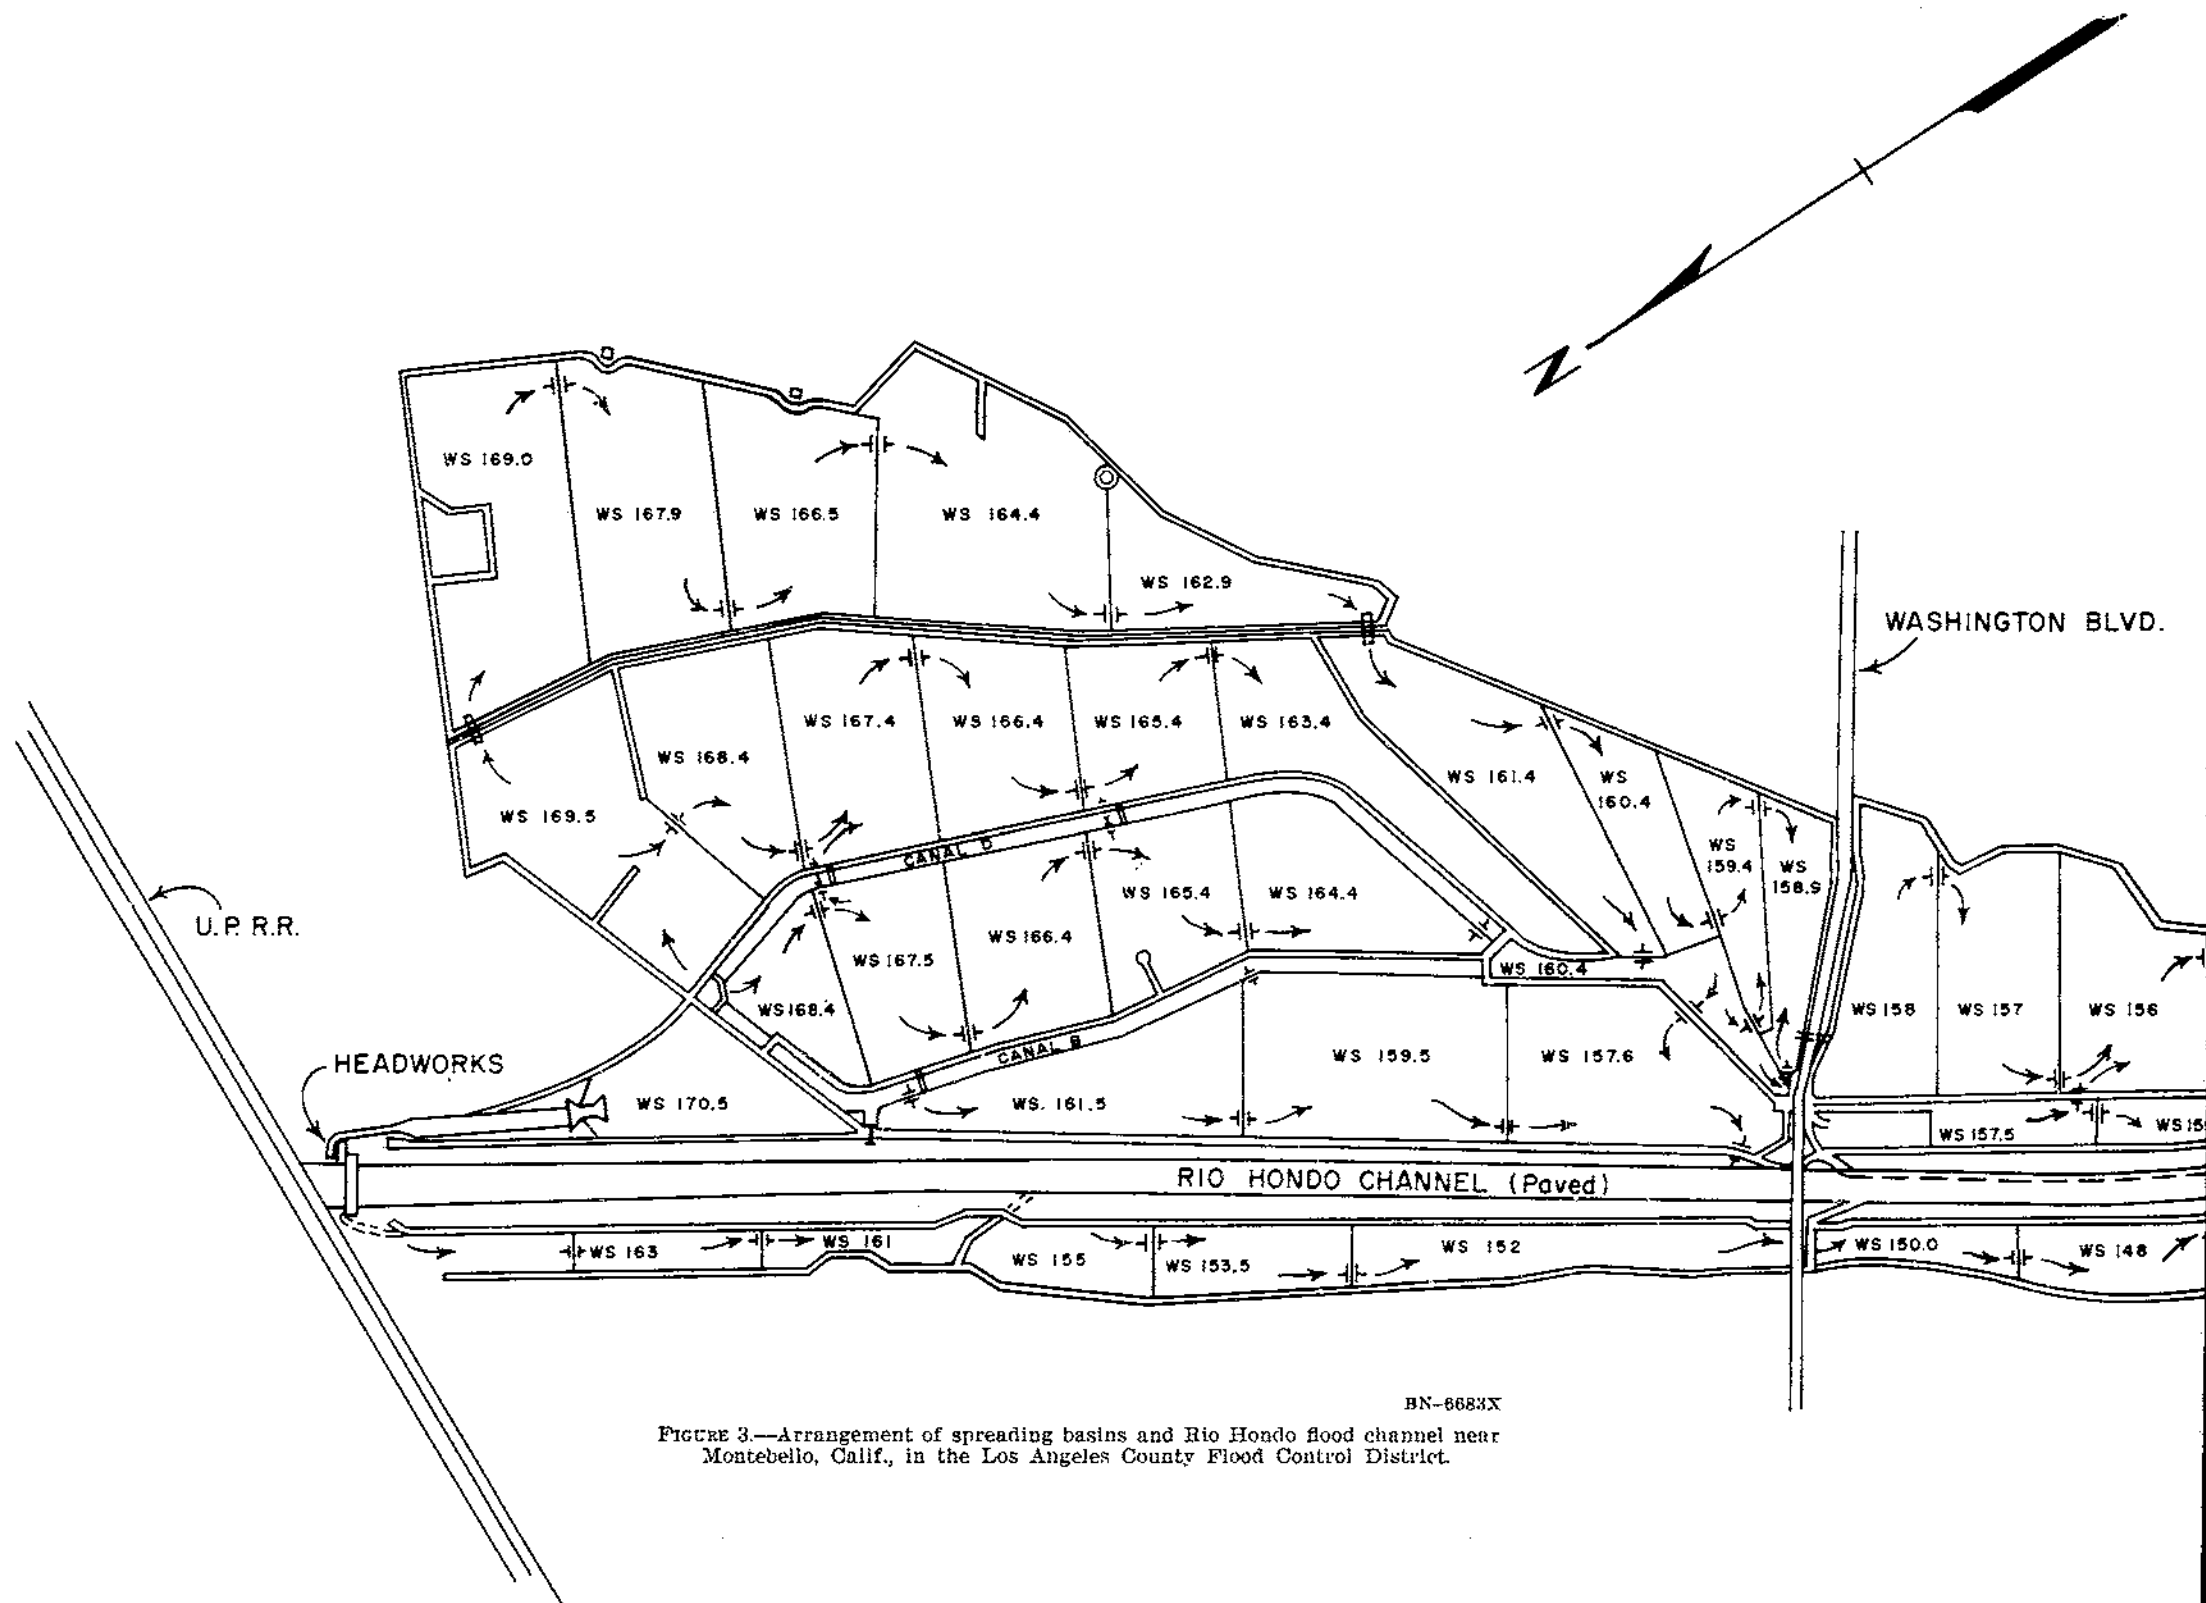 N
WS 169.0
WS 167.9
WS 166.5
WS 164.4
WS 162.9
WASHINGTON BLVD.
WS 169.5
WS 168.4
WS 167.4
WS 166.4
WS 165.4
WS 163.4
WS 161.4
WS
160.4
WS
159.4
WS
158.9
CANAL D
U.P.R.R.
WS 168.4
WS 167.5
WS 166.4
WS 165.4
WS 164.4
WS 160.4
WS 158
WS 157
WS 156
CANAL B
HEADWORKS
WS 170.5
WS. 161.5
WS 159.5
WS 157.6
WS 157.5
RIO HONDO CHANNEL (Paved)
WS 163
WS 161
WS 155
WS 153.5
WS 152
WS 150.0
WS 148
BN-6683X
FIGURE 3.—Arrangement of spreading basins and Rio Hondo flood channel near
Montebello, Calif., in the Los Angeles County Flood Control District.